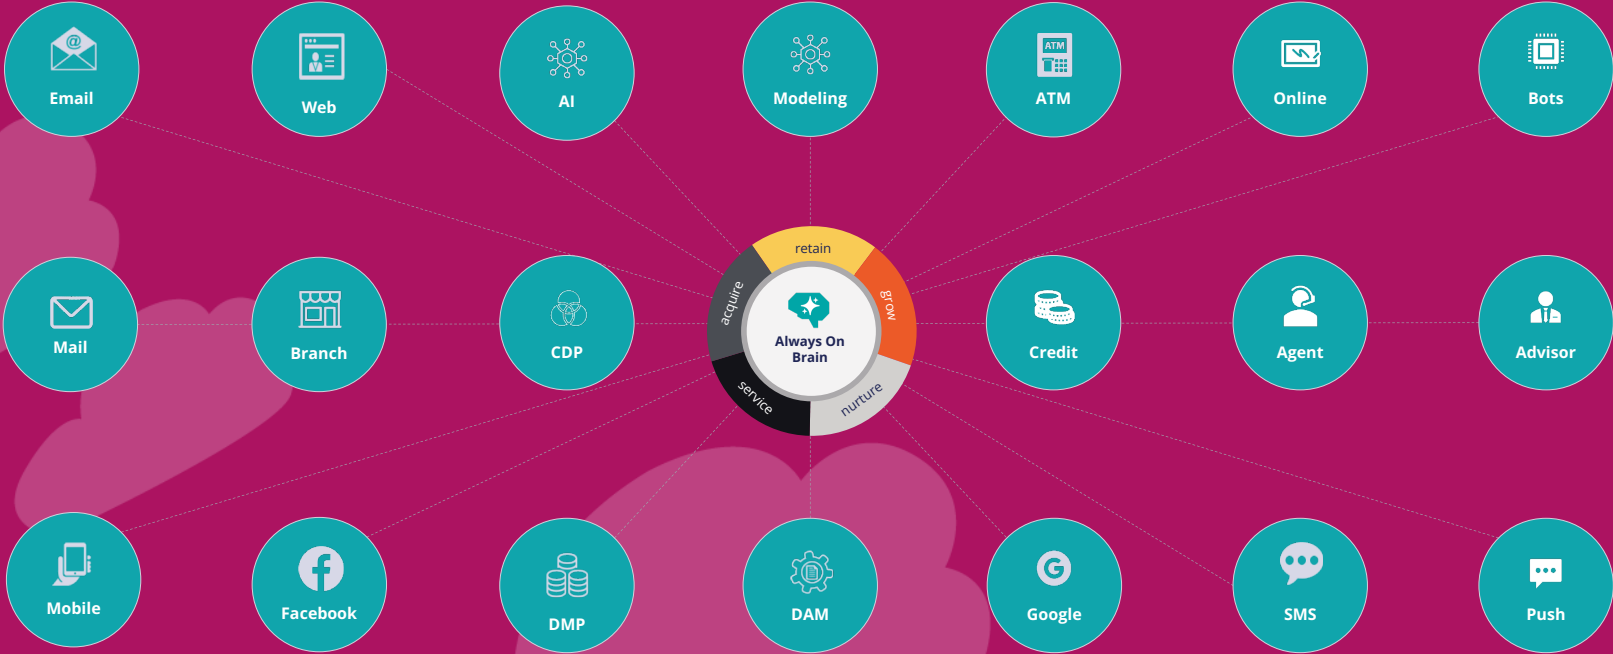 @
Email
Web
AI
Modeling
ATM
ATM
Online
Bots
retain
acquire
grow
Always On
Brain
service
nurture
Mail
Branch
CDP
Credit
Agent
Advisor
Mobile
Facebook
DMP
DAM
G
Google
SMS
Push